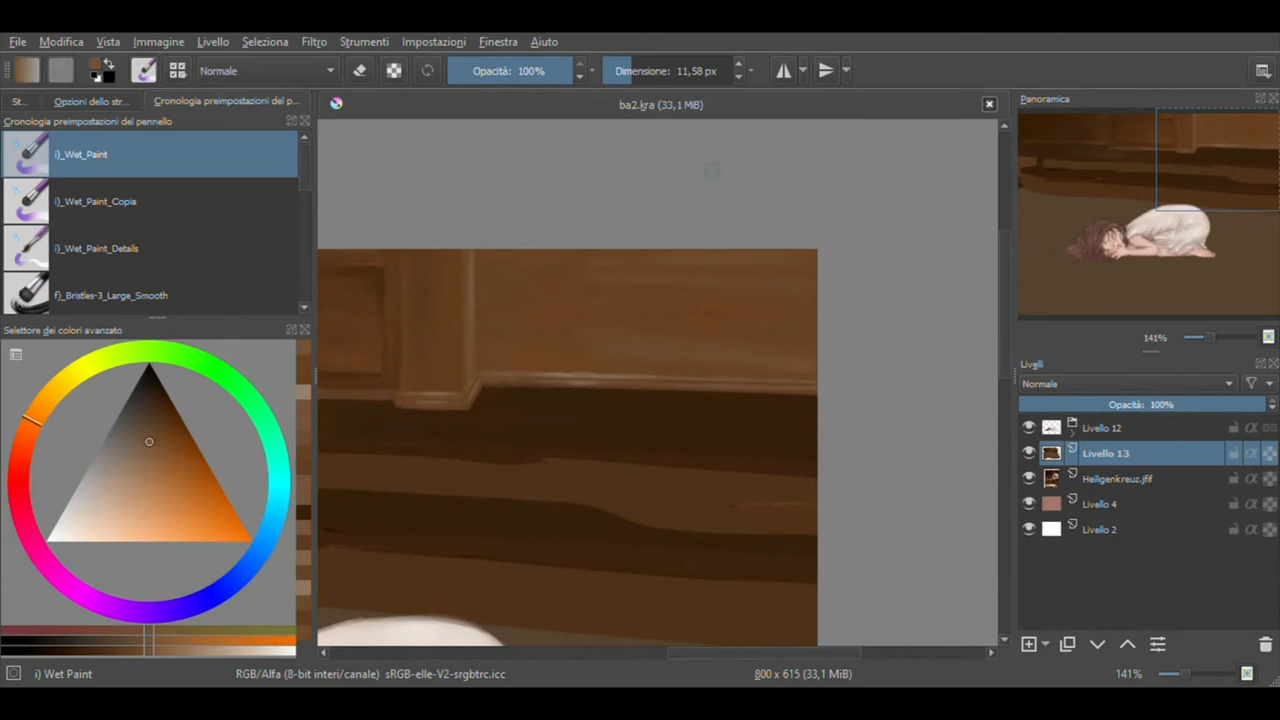 File Modifica Vista Immagine Livello Seleziona Filtro Strumenti Impostazioni Finestra Aiuto
Normale Opacità: 100% Dimensione: 11,58 px
St... Opzioni dello str... Cronologia preimpostazioni del p...
ba2.kra (33,1 MiB)
Panoramica
Cronologia preimpostazioni del pennello
i)_Wet_Paint
i)_Wet_Paint_Copia
i)_Wet_Paint_Details
f)_Bristles-3_Large_Smooth
Selettore dei colori avanzato
141%
Livelli
Normale
Opacità: 100%
Livello 12
Livello 13
Heiligenkreuz.jfif
Livello 4
Livello 2
i) Wet Paint RGB/Alfa (8-bit interi/canale) sRGB-elle-V2-srgbtrc.icc 800 x 615 (33,1 MiB) 141%